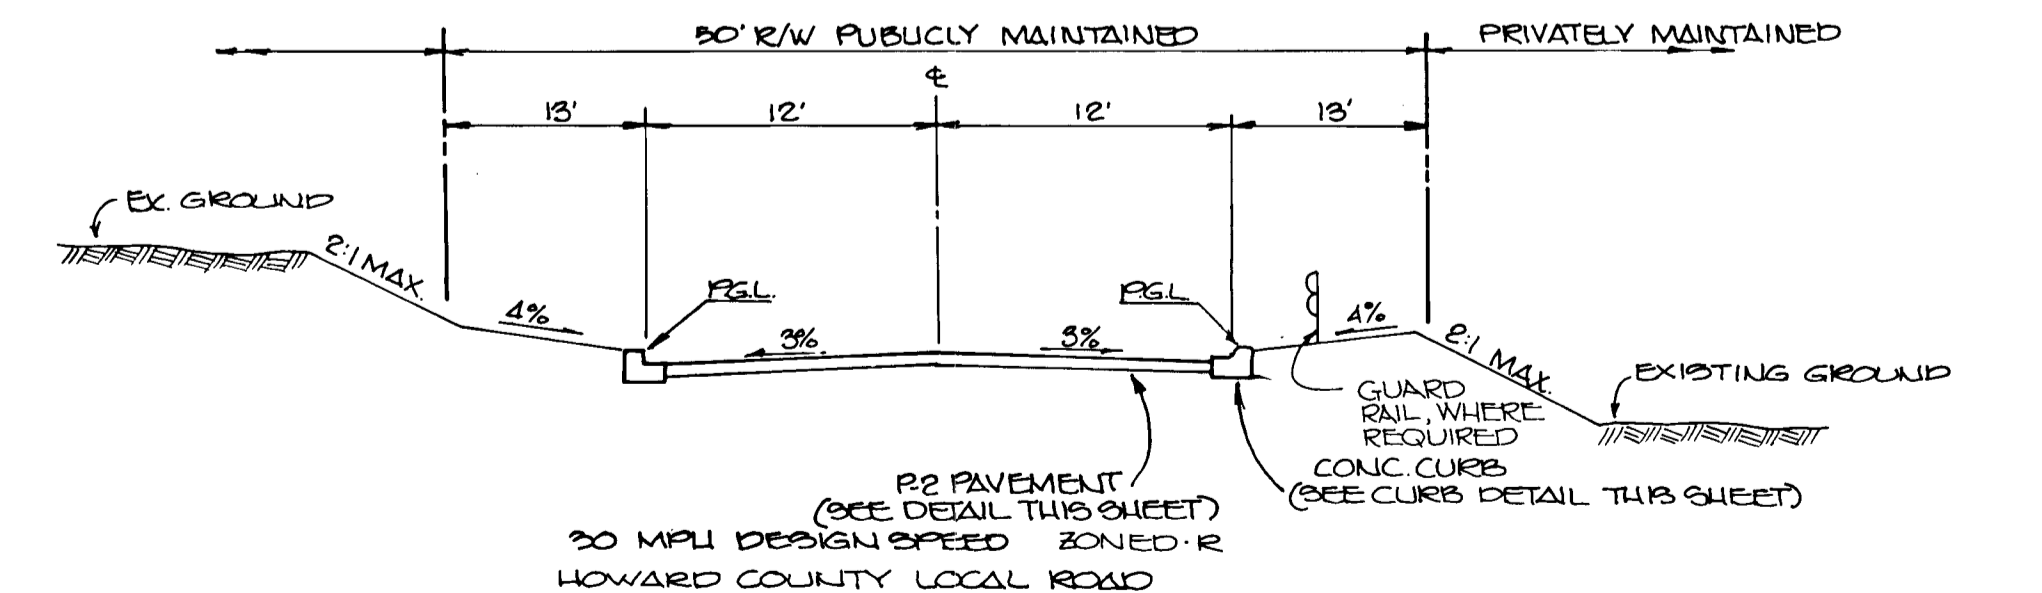 50' R/W PUBLICLY MAINTAINED
PRIVATELY MAINTAINED
℄
13'
12'
12'
13'
EX. GROUND
2:1 MAX.
4%
P.G.L.
3%
3%
P.G.L.
4%
2:1 MAX.
EXISTING GROUND
GUARD
RAIL, WHERE
REQUIRED
CONC. CURB
(SEE CURB DETAIL THIS SHEET)
P-2 PAVEMENT
(SEE DETAIL THIS SHEET)
30 MPH DESIGN SPEED ZONED·R
HOWARD COUNTY LOCAL ROAD